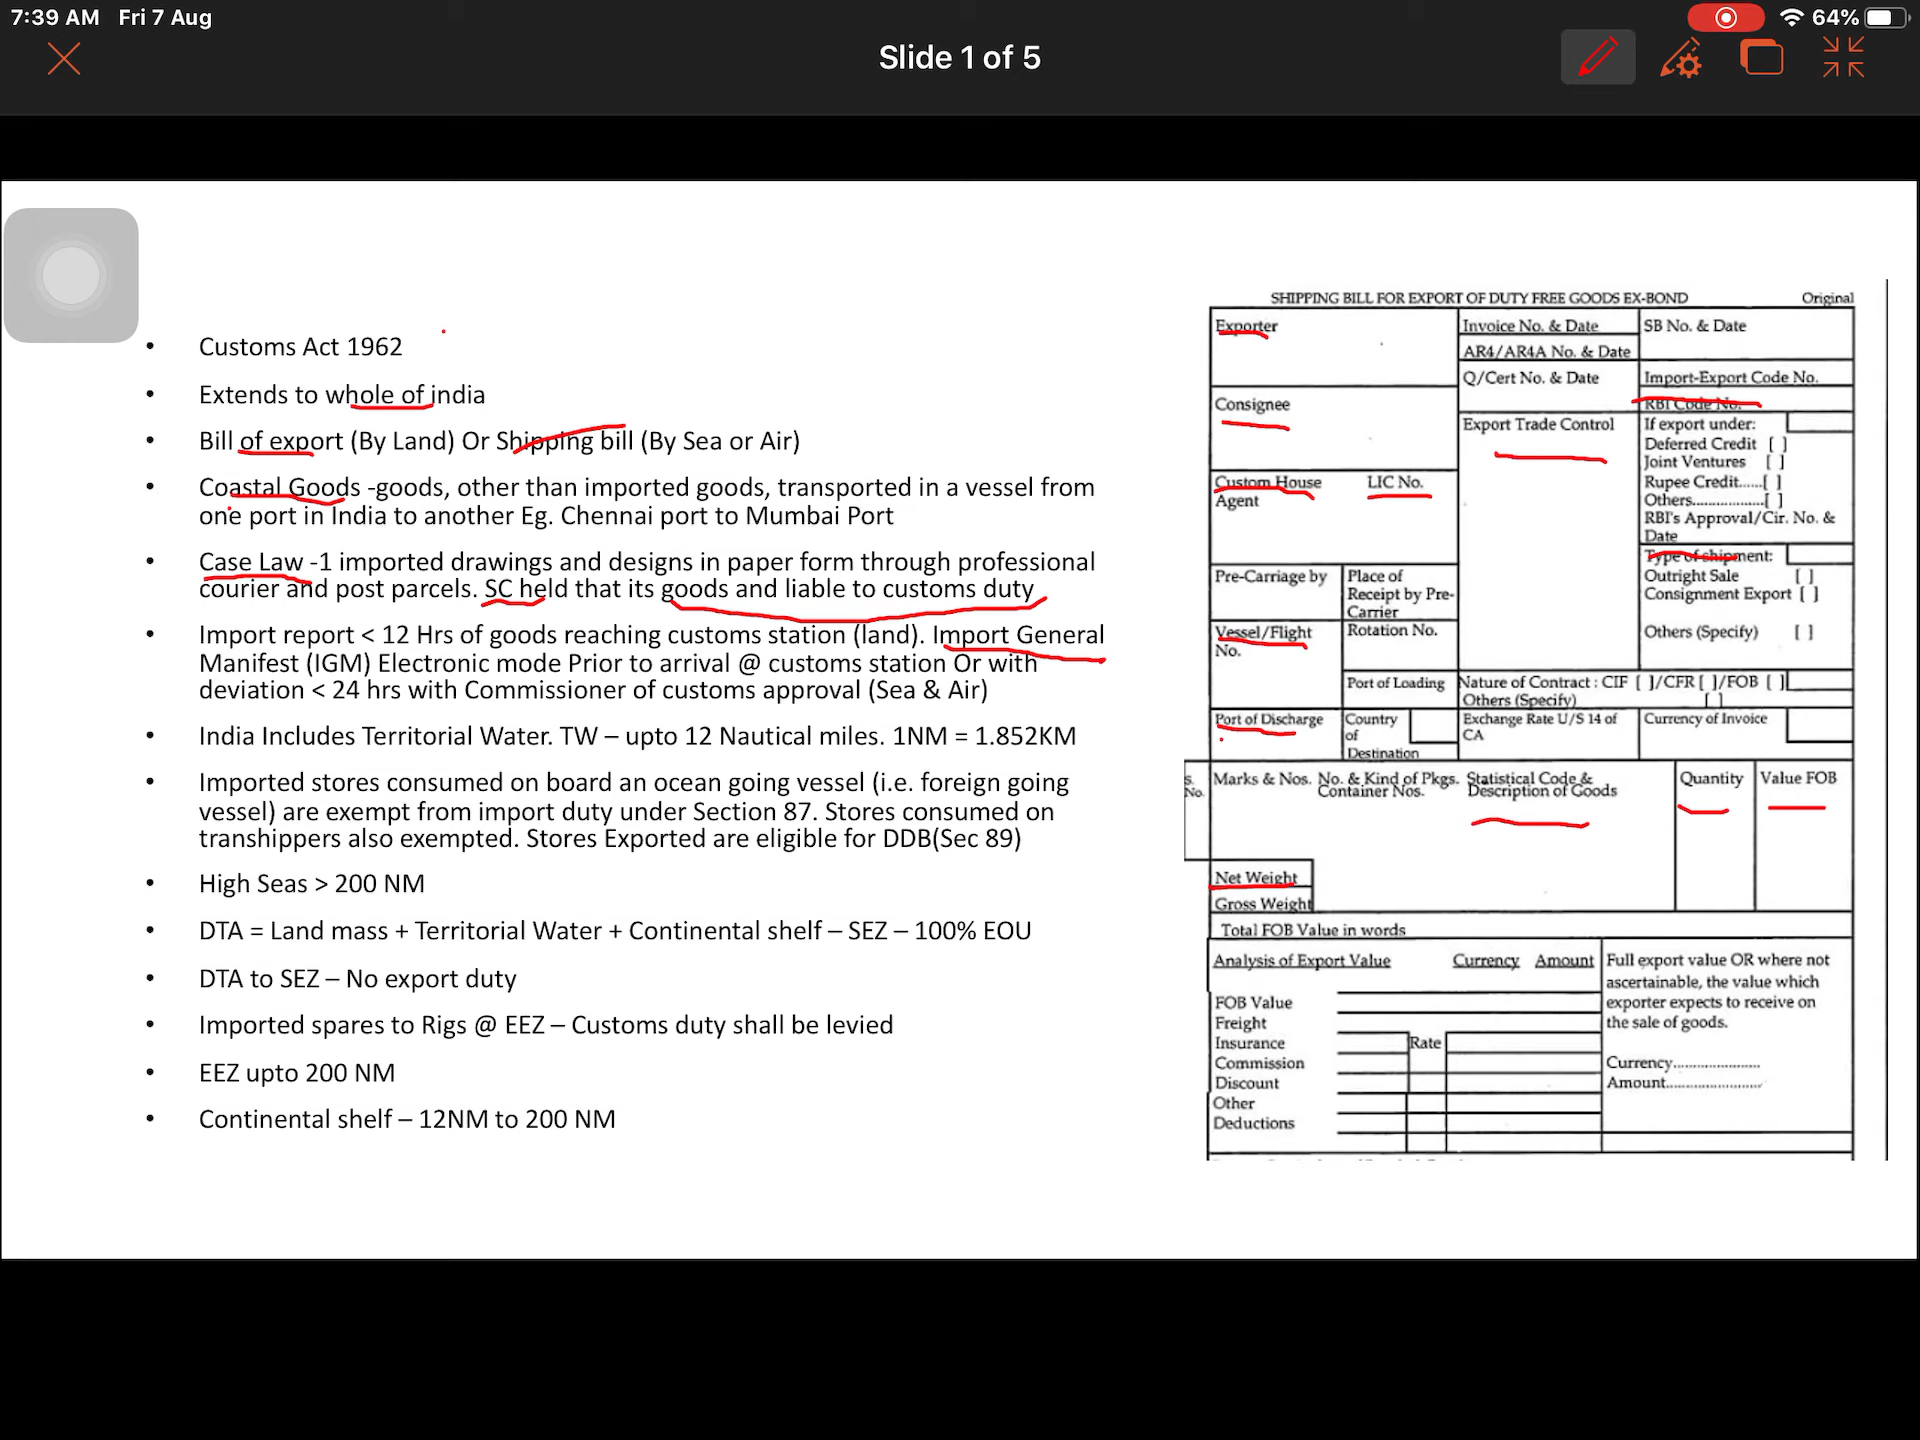 7:39 AM Fri 7 Aug
64%
Slide 1 of 5
• Customs Act 1962
• Extends to whole of india
• Bill of export (By Land) Or Shipping bill (By Sea or Air)
• Coastal Goods -goods, other than imported goods, transported in a vessel from
one port in India to another Eg. Chennai port to Mumbai Port
• Case Law -1 imported drawings and designs in paper form through professional
courier and post parcels. SC held that its goods and liable to customs duty
• Import report < 12 Hrs of goods reaching customs station (land). Import General
Manifest (IGM) Electronic mode Prior to arrival @ customs station Or with
deviation < 24 hrs with Commissioner of customs approval (Sea & Air)
• India Includes Territorial Water. TW – upto 12 Nautical miles. 1NM = 1.852KM
• Imported stores consumed on board an ocean going vessel (i.e. foreign going
vessel) are exempt from import duty under Section 87. Stores consumed on
transhippers also exempted. Stores Exported are eligible for DDB(Sec 89)
• High Seas > 200 NM
• DTA = Land mass + Territorial Water + Continental shelf – SEZ – 100% EOU
• DTA to SEZ – No export duty
• Imported spares to Rigs @ EEZ – Customs duty shall be levied
• EEZ upto 200 NM
• Continental shelf – 12NM to 200 NM
SHIPPING BILL FOR EXPORT OF DUTY FREE GOODS EX-BOND Original
Exporter
Invoice No. & Date
SB No. & Date
AR4/AR4A No. & Date
Q/Cert No. & Date
Import-Export Code No.
Consignee
RBI Code No.
Export Trade Control
If export under:
Deferred Credit [ ]
Joint Ventures [ ]
Rupee Credit.....[ ]
Others..................[ ]
RBI's Approval/Cir. No. &
Date
Custom House LIC No.
Agent
Type of shipment:
Outright Sale [ ]
Consignment Export [ ]
Others (Specify) [ ]
Pre-Carriage by
Place of
Receipt by Pre-
Carrier
Vessel/Flight
No.
Rotation No.
Port of Loading
Nature of Contract : CIF [ ]/CFR [ ]/FOB [ ]
Others (Specify) [ ]
Port of Discharge
Country
of
Destination
Exchange Rate U/S 14 of
CA
Currency of Invoice
S.
No.
Marks & Nos. No. & Kind of Pkgs.
Container Nos.
Statistical Code &
Description of Goods
Quantity
Value FOB
Net Weight
Gross Weight
Total FOB Value in words
Analysis of Export Value Currency Amount
Full export value OR where not
ascertainable, the value which
exporter expects to receive on
the sale of goods.
FOB Value
Freight
Insurance Rate
Commission
Discount
Other
Deductions
Currency......................
Amount........................